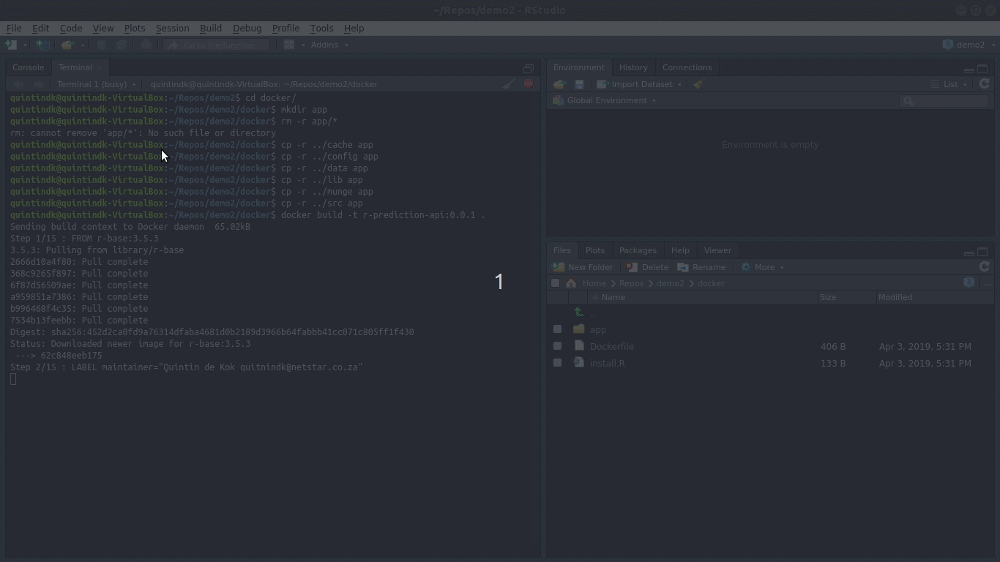 ~/Repos/demo2 - RStudio
File Edit Code View Plots Session Build Debug Profile Tools Help
Go to file/function
Addins
demo2
Console Terminal
Terminal 1 (busy) quintindk@quintindk-VirtualBox: ~/Repos/demo2/docker
quintindk@quintindk-VirtualBox:~/Repos/demo2$ cd docker/
quintindk@quintindk-VirtualBox:~/Repos/demo2/docker$ mkdir app
quintindk@quintindk-VirtualBox:~/Repos/demo2/docker$ rm -r app/*
rm: cannot remove 'app/*': No such file or directory
quintindk@quintindk-VirtualBox:~/Repos/demo2/docker$ cp -r ../cache app
quintindk@quintindk-VirtualBox:~/Repos/demo2/docker$ cp -r ../config app
quintindk@quintindk-VirtualBox:~/Repos/demo2/docker$ cp -r ../data app
quintindk@quintindk-VirtualBox:~/Repos/demo2/docker$ cp -r ../lib app
quintindk@quintindk-VirtualBox:~/Repos/demo2/docker$ cp -r ../munge app
quintindk@quintindk-VirtualBox:~/Repos/demo2/docker$ cp -r ../src app
quintindk@quintindk-VirtualBox:~/Repos/demo2/docker$ docker build -t r-prediction-api:0.0.1 .
Sending build context to Docker daemon  65.02kB
Step 1/15 : FROM r-base:3.5.3
3.5.3: Pulling from library/r-base
2666d10a4f80: Pull complete
368c9265f897: Pull complete
6f87d56509ae: Pull complete
a959851a7386: Pull complete
b996468f4c35: Pull complete
7534b13feebb: Pull complete
Digest: sha256:452d2ca0fd9a76314dfaba4681d0b2189d3966b64fabbb41cc071c805ff1f430
Status: Downloaded newer image for r-base:3.5.3
 ---> 62c848eeb175
Step 2/15 : LABEL maintainer="Quintin de Kok quitnindk@netstar.co.za"
1
Environment History Connections
Import Dataset List
Global Environment
Environment is empty
Files Plots Packages Help Viewer
New Folder Delete Rename More
Home Repos demo2 docker ...
Name Size Modified
..
app
Dockerfile 406 B Apr 3, 2019, 5:31 PM
install.R 133 B Apr 3, 2019, 5:31 PM